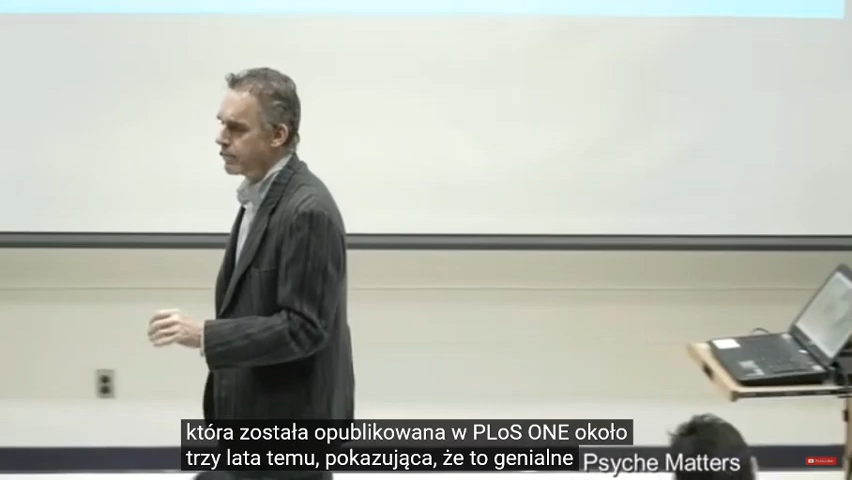 która została opublikowana w PLoS ONE około
trzy lata temu, pokazująca, że to genialne
Psyche Matters